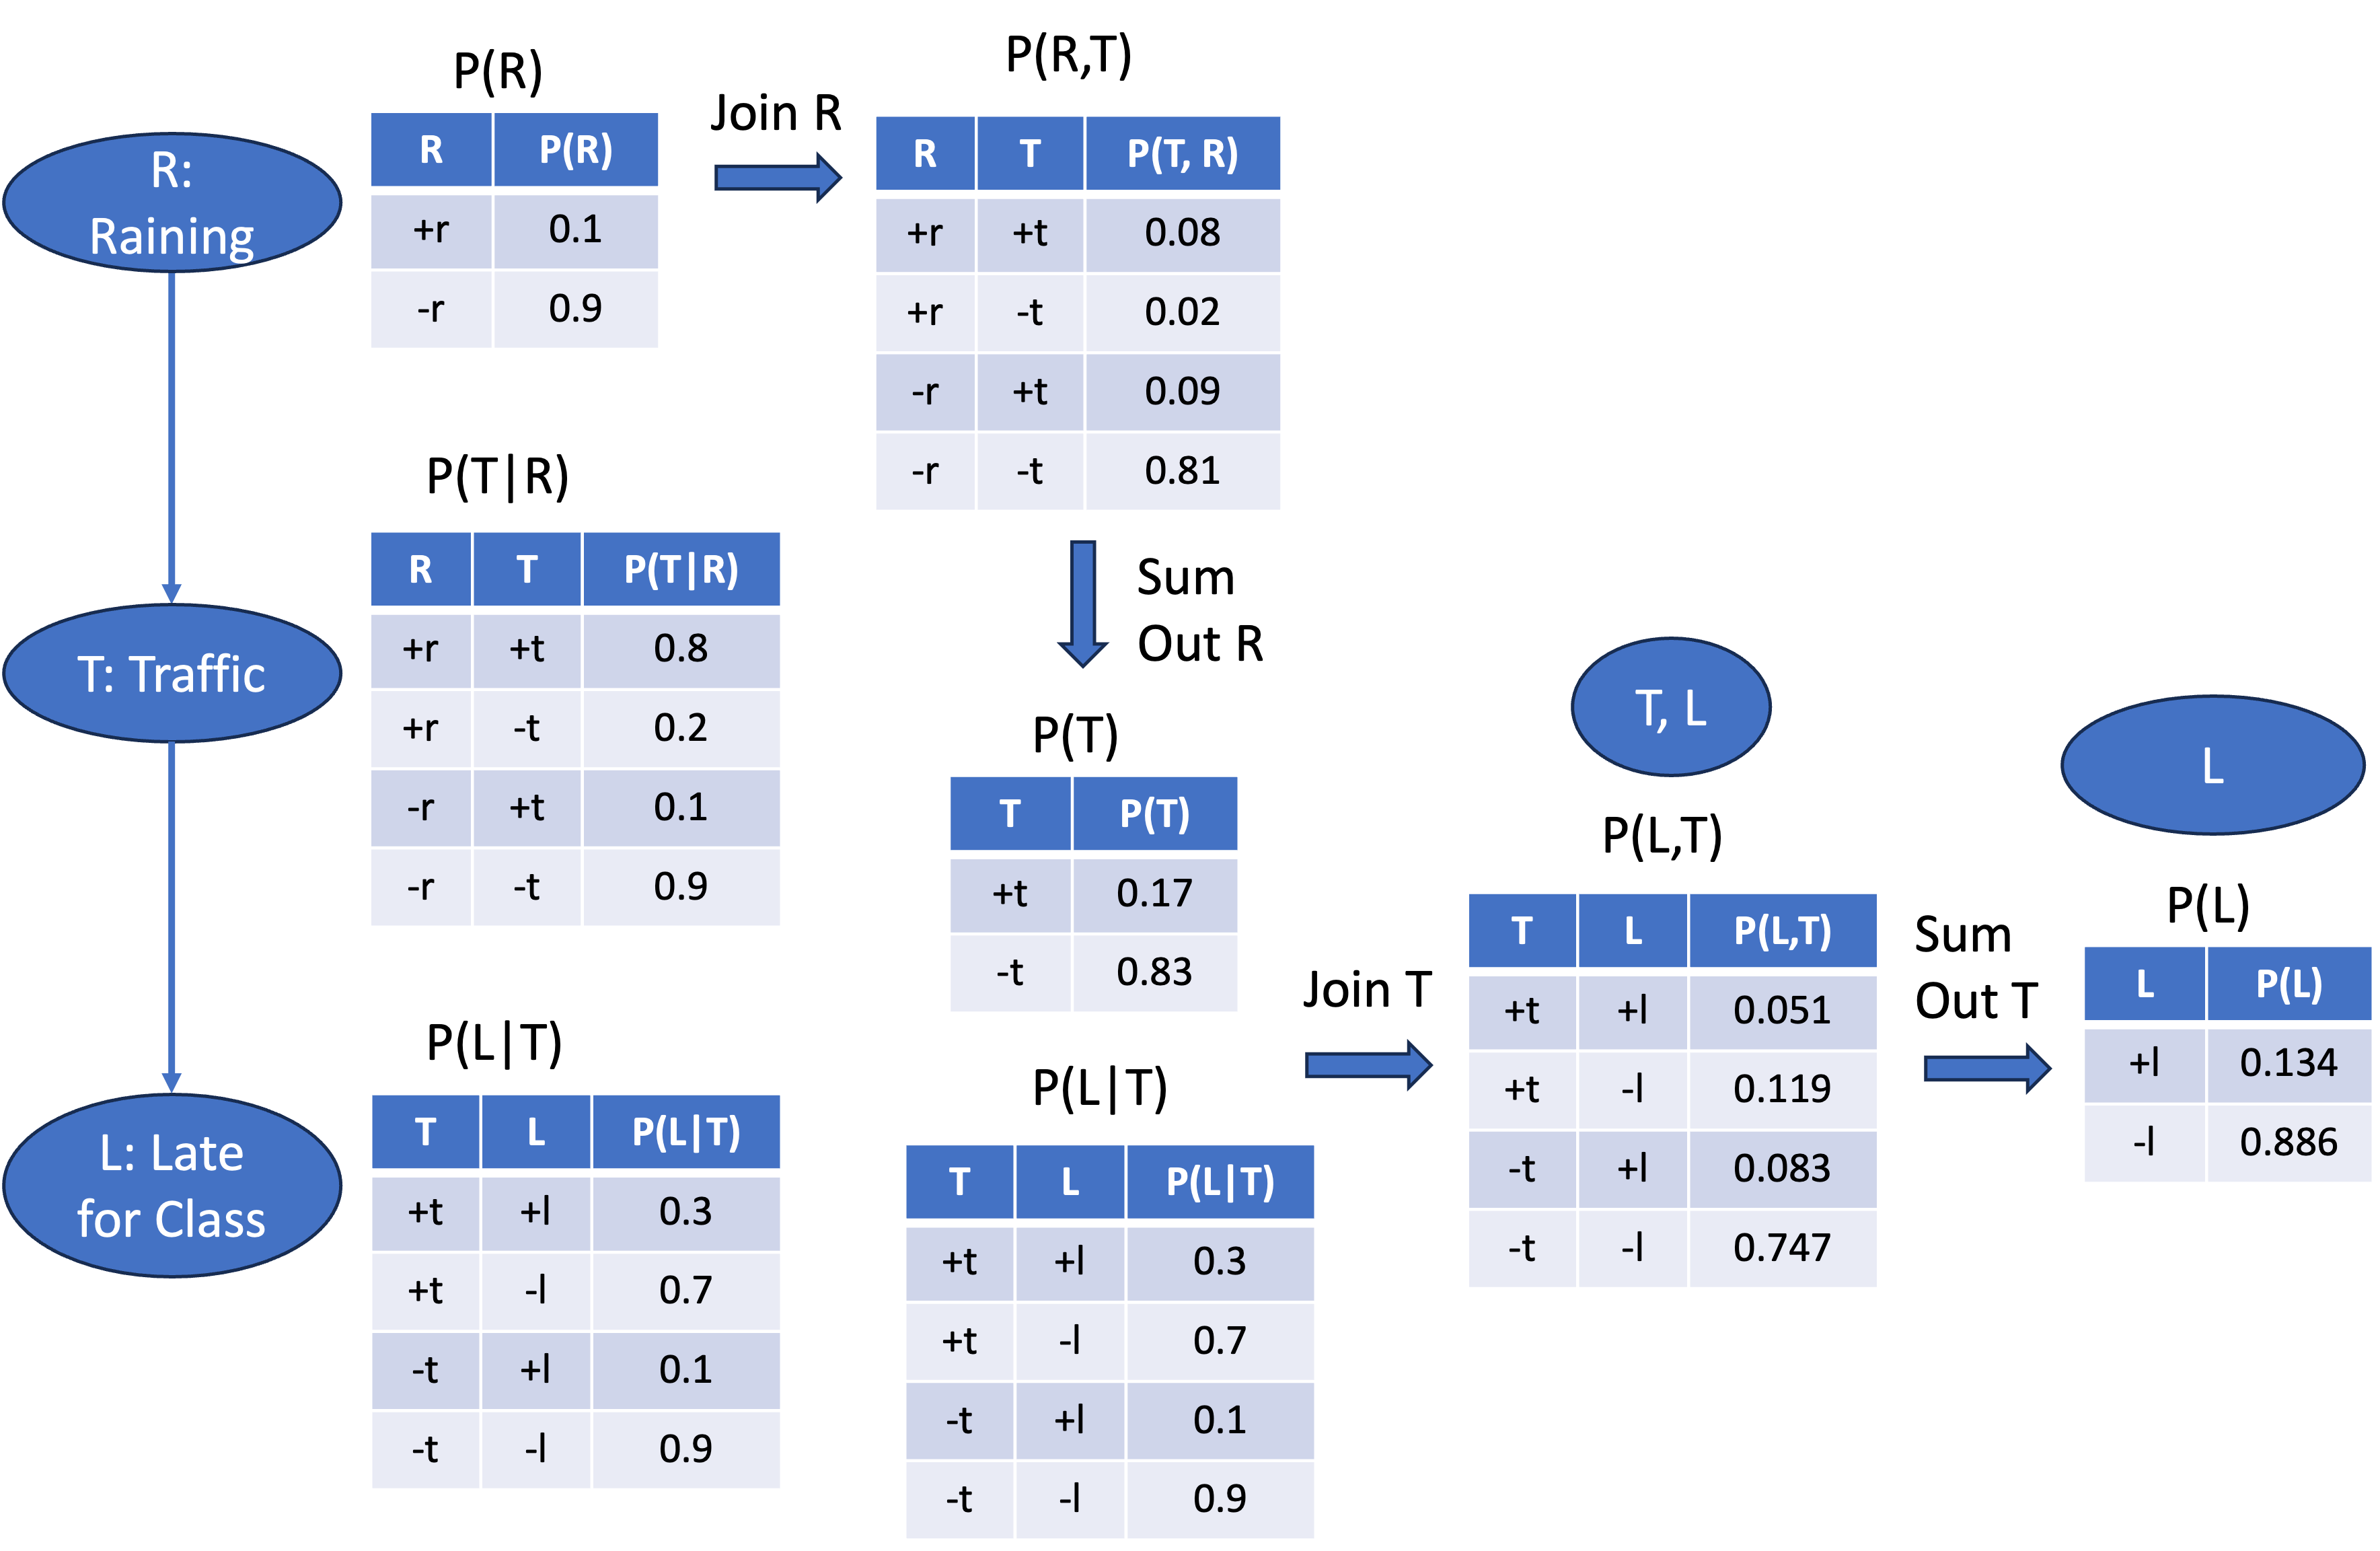 R:
Raining
T: Traffic
L: Late
for Class
P(R)
R P(R)
+r 0.1
-r 0.9
P(T|R)
R T P(T|R)
+r +t 0.8
+r -t 0.2
-r +t 0.1
-r -t 0.9
P(L|T)
T L P(L|T)
+t +l 0.3
+t -l 0.7
-t +l 0.1
-t -l 0.9
Join R
P(R,T)
R T P(T, R)
+r +t 0.08
+r -t 0.02
-r +t 0.09
-r -t 0.81
Sum
Out R
P(T)
T P(T)
+t 0.17
-t 0.83
P(L|T)
T L P(L|T)
+t +l 0.3
+t -l 0.7
-t +l 0.1
-t -l 0.9
Join T
T, L
P(L,T)
T L P(L,T)
+t +l 0.051
+t -l 0.119
-t +l 0.083
-t -l 0.747
Sum
Out T
L
P(L)
L P(L)
+l 0.134
-l 0.886